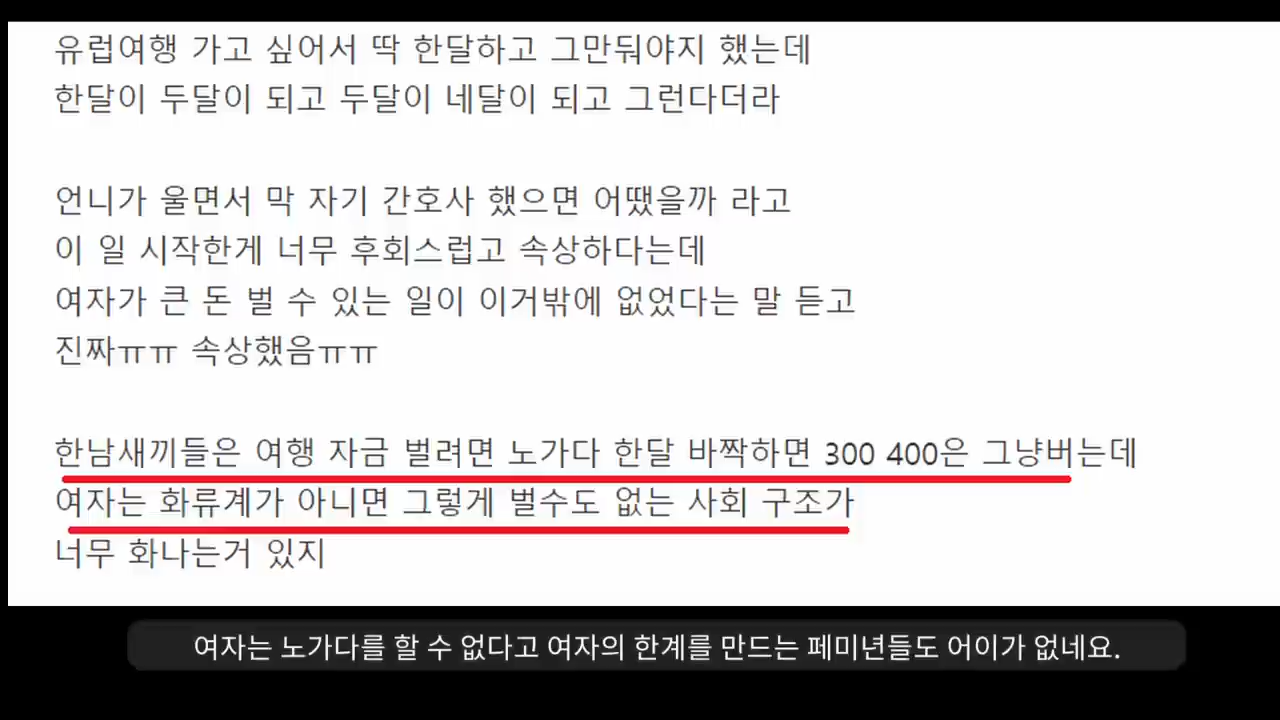 유럽여행 가고 싶어서 딱 한달하고 그만둬야지 했는데
한달이 두달이 되고 두달이 네달이 되고 그런다더라
언니가 울면서 막 자기 간호사 했으면 어땠을까 라고
이 일 시작한게 너무 후회스럽고 속상하다는데
여자가 큰 돈 벌 수 있는 일이 이거밖에 없었다는 말 듣고
진짜ㅠㅠ 속상했음ㅠㅠ
한남새끼들은 여행 자금 벌려면 노가다 한달 바짝하면 300 400은 그냥버는데
여자는 화류계가 아니면 그렇게 벌수도 없는 사회 구조가
너무 화나는거 있지
여자는 노가다를 할 수 없다고 여자의 한계를 만드는 페미년들도 어이가 없네요.